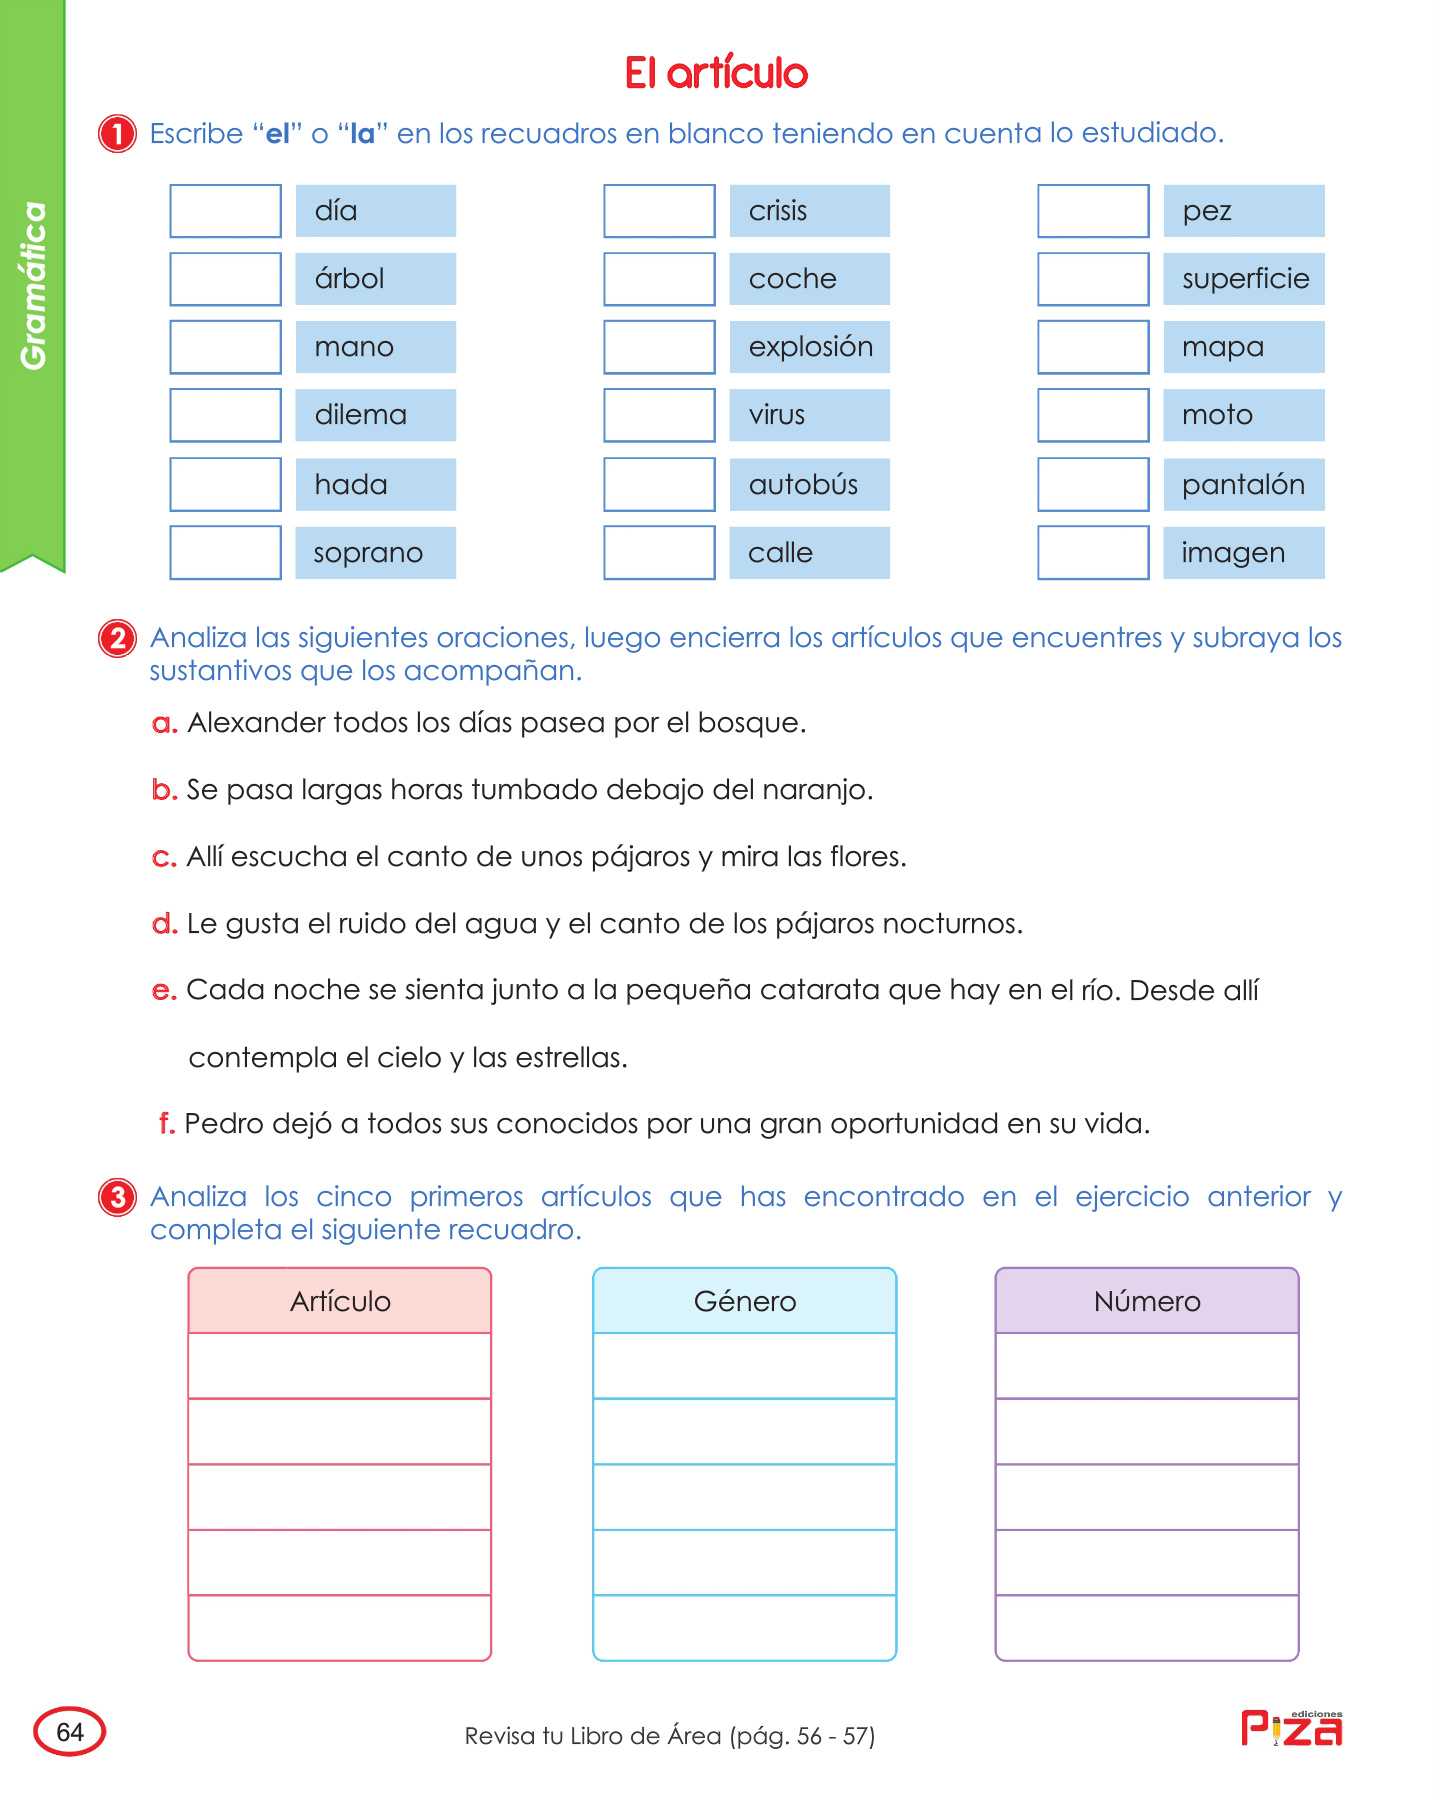 El artículo
Gramática
1 Escribe “el” o “la” en los recuadros en blanco teniendo en cuenta lo estudiado.
día crisis pez
árbol coche superficie
mano explosión mapa
dilema virus moto
hada autobús pantalón
soprano calle imagen
2 Analiza las siguientes oraciones, luego encierra los artículos que encuentres y subraya los
sustantivos que los acompañan.
a. Alexander todos los días pasea por el bosque.
b. Se pasa largas horas tumbado debajo del naranjo.
c. Allí escucha el canto de unos pájaros y mira las flores.
d. Le gusta el ruido del agua y el canto de los pájaros nocturnos.
e. Cada noche se sienta junto a la pequeña catarata que hay en el río. Desde allí
contempla el cielo y las estrellas.
f. Pedro dejó a todos sus conocidos por una gran oportunidad en su vida.
3 Analiza los cinco primeros artículos que has encontrado en el ejercicio anterior y
completa el siguiente recuadro.
Artículo Género Número
64
Revisa tu Libro de Área (pág. 56 - 57)
ediciones
Piza